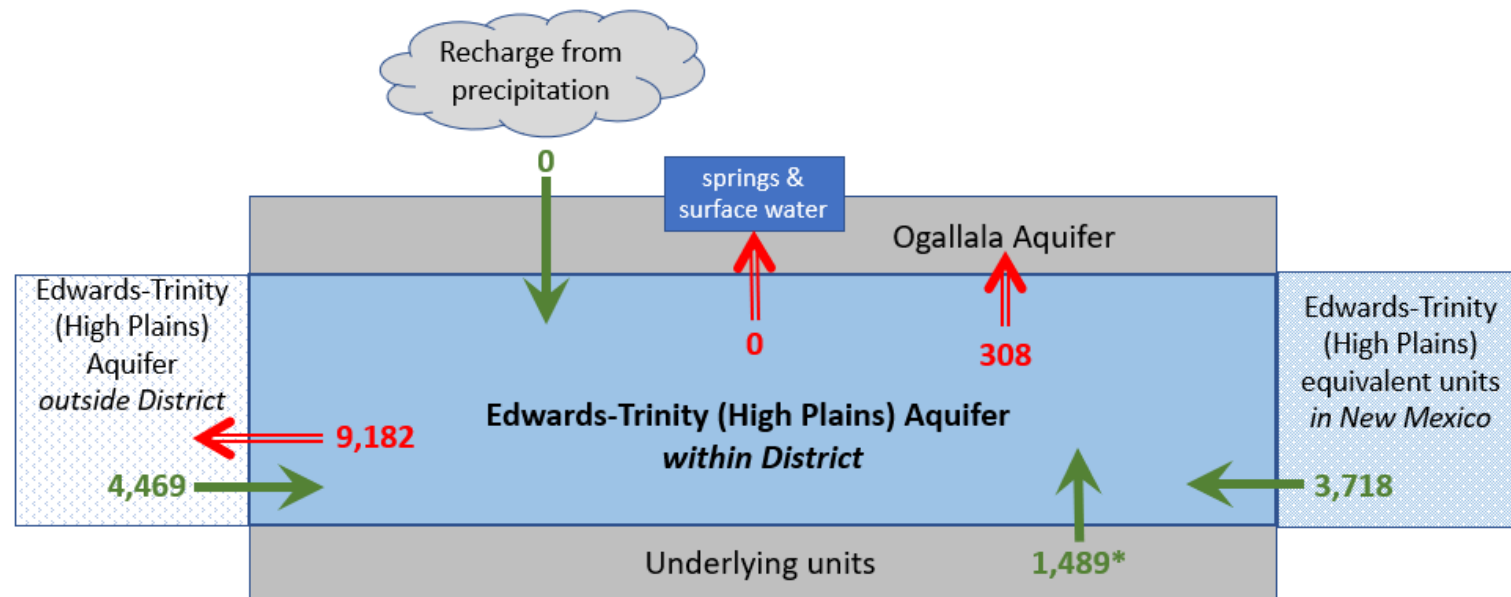 Recharge from
precipitation
0
springs &
surface water
Ogallala Aquifer
Edwards-Trinity
(High Plains)
Aquifer
outside District
0
308
Edwards-Trinity
(High Plains)
equivalent units
in New Mexico
Edwards-Trinity (High Plains) Aquifer
within District
9,182
4,469
3,718
Underlying units
1,489*